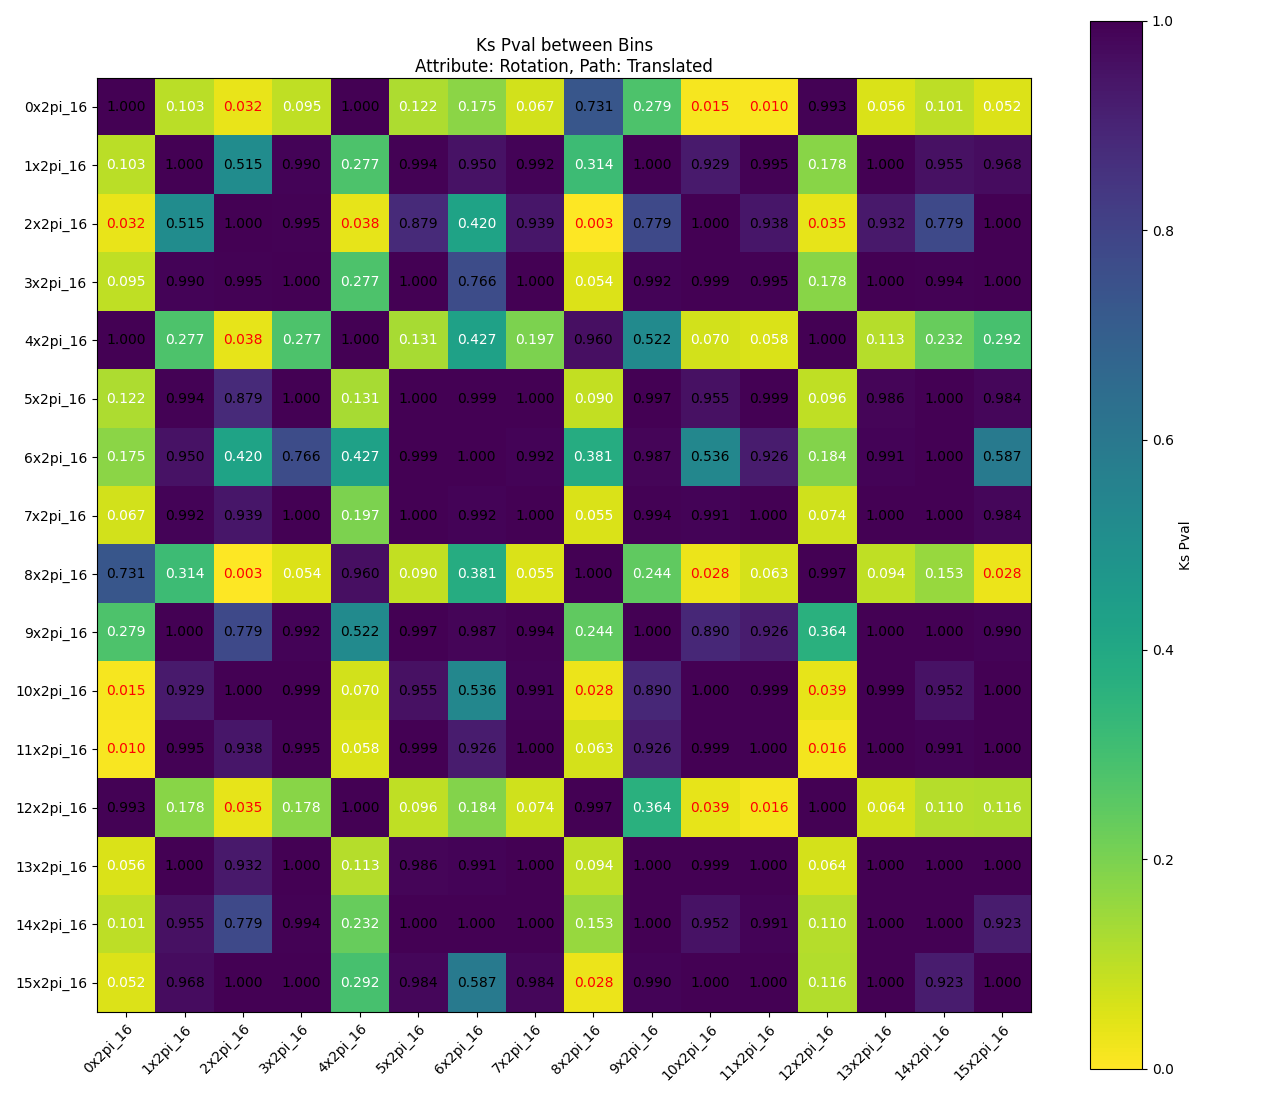 Ks Pval between Bins
Attribute: Rotation, Path: Translated
0x2pi_16 1.000 0.103 0.032 0.095 1.000 0.122 0.175 0.067 0.731 0.279 0.015 0.010 0.993 0.056 0.101 0.052
1x2pi_16 0.103 1.000 0.515 0.990 0.277 0.994 0.950 0.992 0.314 1.000 0.929 0.995 0.178 1.000 0.955 0.968
2x2pi_16 0.032 0.515 1.000 0.995 0.038 0.879 0.420 0.939 0.003 0.779 1.000 0.938 0.035 0.932 0.779 1.000
3x2pi_16 0.095 0.990 0.995 1.000 0.277 1.000 0.766 1.000 0.054 0.992 0.999 0.995 0.178 1.000 0.994 1.000
4x2pi_16 1.000 0.277 0.038 0.277 1.000 0.131 0.427 0.197 0.960 0.522 0.070 0.058 1.000 0.113 0.232 0.292
5x2pi_16 0.122 0.994 0.879 1.000 0.131 1.000 0.999 1.000 0.090 0.997 0.955 0.999 0.096 0.986 1.000 0.984
6x2pi_16 0.175 0.950 0.420 0.766 0.427 0.999 1.000 0.992 0.381 0.987 0.536 0.926 0.184 0.991 1.000 0.587
7x2pi_16 0.067 0.992 0.939 1.000 0.197 1.000 0.992 1.000 0.055 0.994 0.991 1.000 0.074 1.000 1.000 0.984
8x2pi_16 0.731 0.314 0.003 0.054 0.960 0.090 0.381 0.055 1.000 0.244 0.028 0.063 0.997 0.094 0.153 0.028
9x2pi_16 0.279 1.000 0.779 0.992 0.522 0.997 0.987 0.994 0.244 1.000 0.890 0.926 0.364 1.000 1.000 0.990
10x2pi_16 0.015 0.929 1.000 0.999 0.070 0.955 0.536 0.991 0.028 0.890 1.000 0.999 0.039 0.999 0.952 1.000
11x2pi_16 0.010 0.995 0.938 0.995 0.058 0.999 0.926 1.000 0.063 0.926 0.999 1.000 0.016 1.000 0.991 1.000
12x2pi_16 0.993 0.178 0.035 0.178 1.000 0.096 0.184 0.074 0.997 0.364 0.039 0.016 1.000 0.064 0.110 0.116
13x2pi_16 0.056 1.000 0.932 1.000 0.113 0.986 0.991 1.000 0.094 1.000 0.999 1.000 0.064 1.000 1.000 1.000
14x2pi_16 0.101 0.955 0.779 0.994 0.232 1.000 1.000 1.000 0.153 1.000 0.952 0.991 0.110 1.000 1.000 0.923
15x2pi_16 0.052 0.968 1.000 1.000 0.292 0.984 0.587 0.984 0.028 0.990 1.000 1.000 0.116 1.000 0.923 1.000
0x2pi_16 1x2pi_16 2x2pi_16 3x2pi_16 4x2pi_16 5x2pi_16 6x2pi_16 7x2pi_16 8x2pi_16 9x2pi_16 10x2pi_16 11x2pi_16 12x2pi_16 13x2pi_16 14x2pi_16 15x2pi_16
1.0
0.8
0.6
0.4
0.2
0.0
Ks Pval